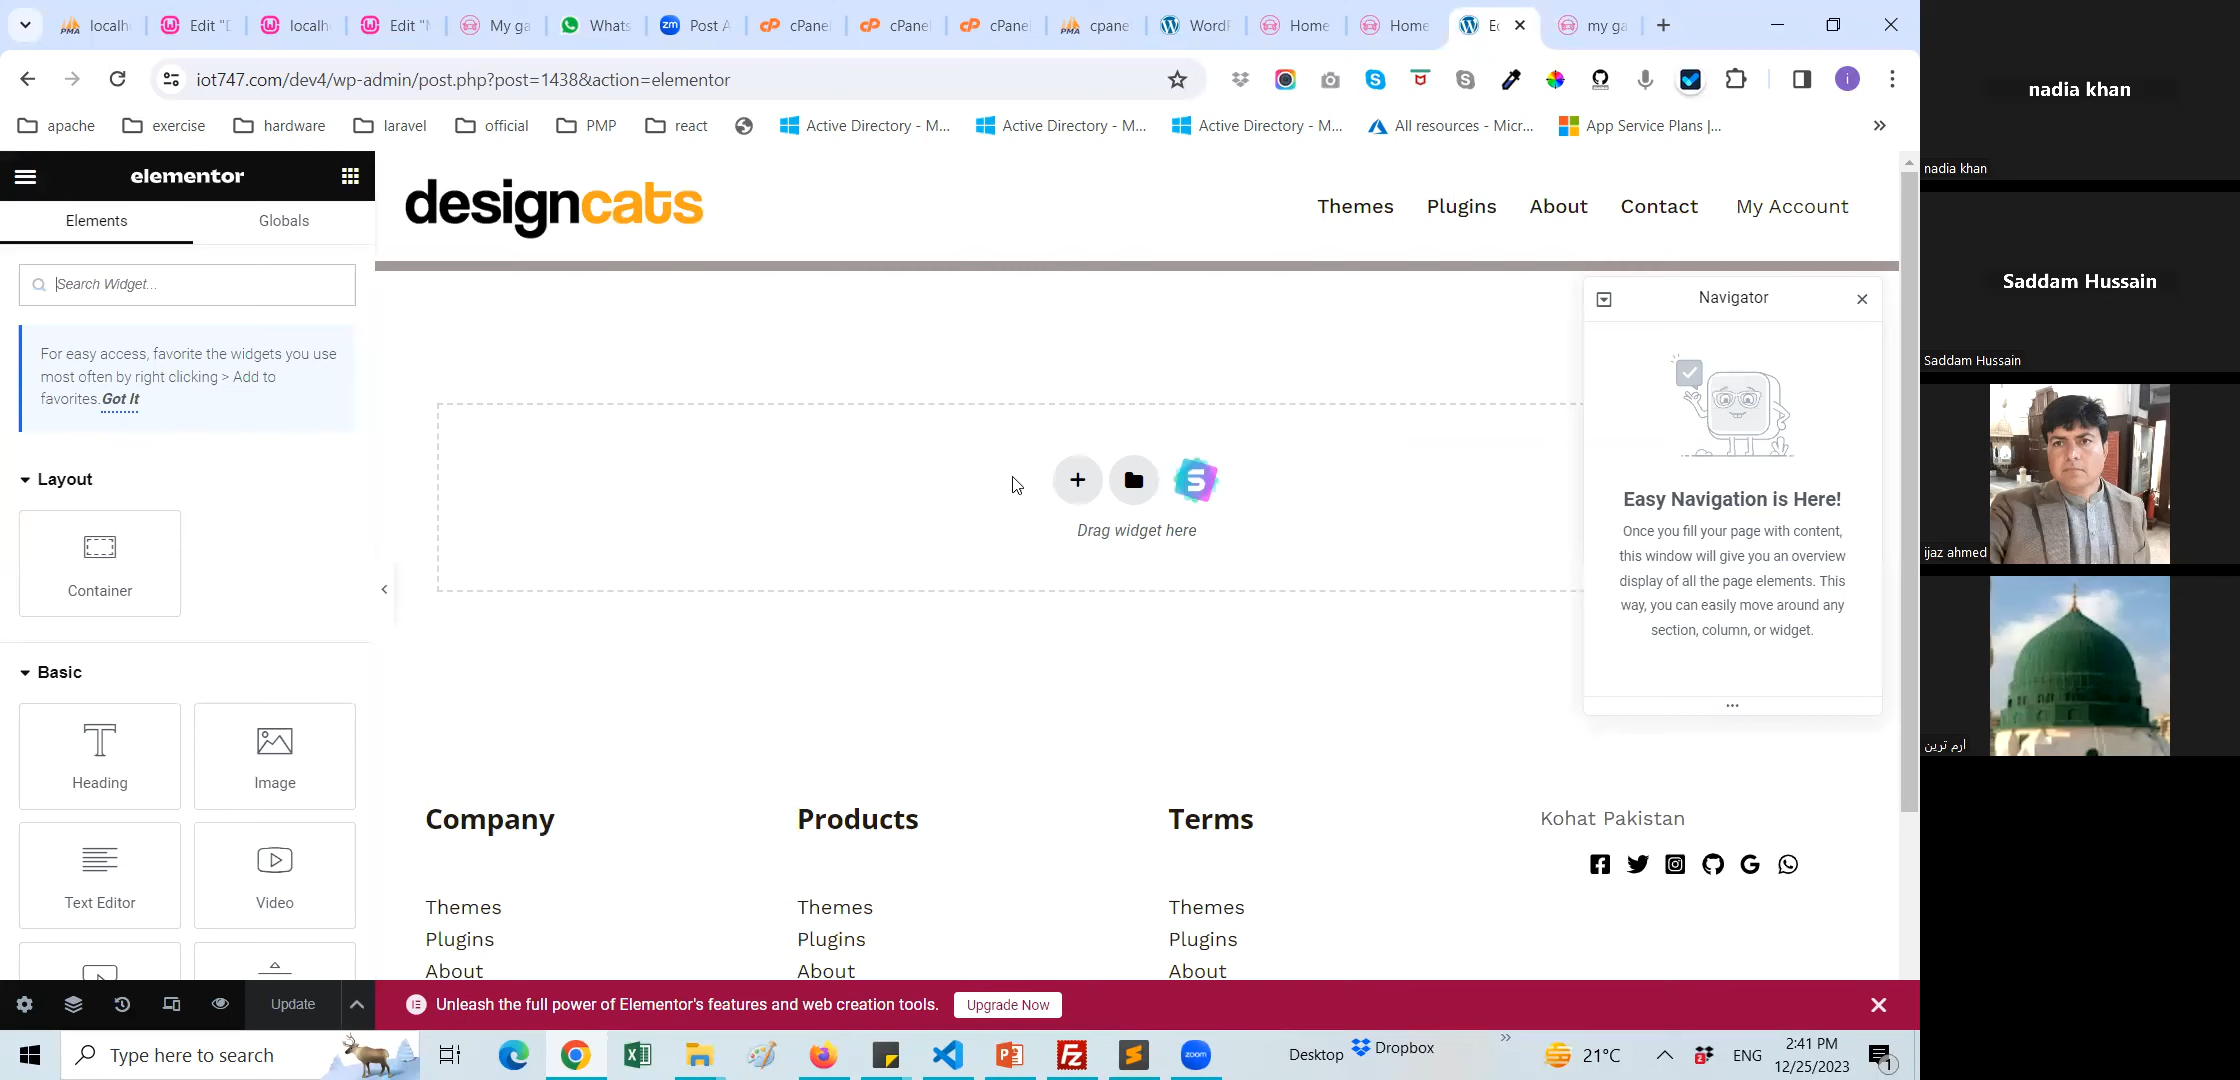 localh
Edit "D
localh
Edit "M
My ga
Whats
Post A
cPanel
cPanel
cPanel
cpane
WordP
Home
Home
Ec
my ga
iot747.com/dev4/wp-admin/post.php?post=1438&action=elementor
apache
exercise
hardware
laravel
official
PMP
react
Active Directory - M...
Active Directory - M...
Active Directory - M...
All resources - Micr...
App Service Plans |...
elementor
Elements
Globals
Search Widget...
For easy access, favorite the widgets you use
most often by right clicking > Add to
favorites. Got It
Layout
Container
Basic
Heading
Image
Text Editor
Video
Update
designcats
Themes
Plugins
About
Contact
My Account
Drag widget here
Navigator
Easy Navigation is Here!
Once you fill your page with content,
this window will give you an overview
display of all the page elements. This
way, you can easily move around any
section, column, or widget.
Company
Themes
Plugins
About
Products
Themes
Plugins
About
Terms
Themes
Plugins
About
Kohat Pakistan
Unleash the full power of Elementor's features and web creation tools.
Upgrade Now
Type here to search
Desktop
Dropbox
21°C
ENG
2:41 PM
12/25/2023
1
nadia khan
nadia khan
Saddam Hussain
Saddam Hussain
ijaz ahmed
ارم ترین